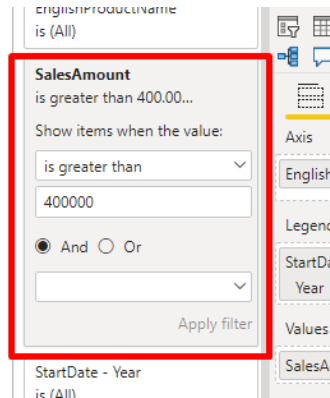 EnglishProductName
is (All)
SalesAmount
is greater than 400.00...
Show items when the value:
is greater than
400000
And Or
Apply filter
StartDate - Year
is (All)
Axis
English
Legend
StartDa
Year
Values
SalesA